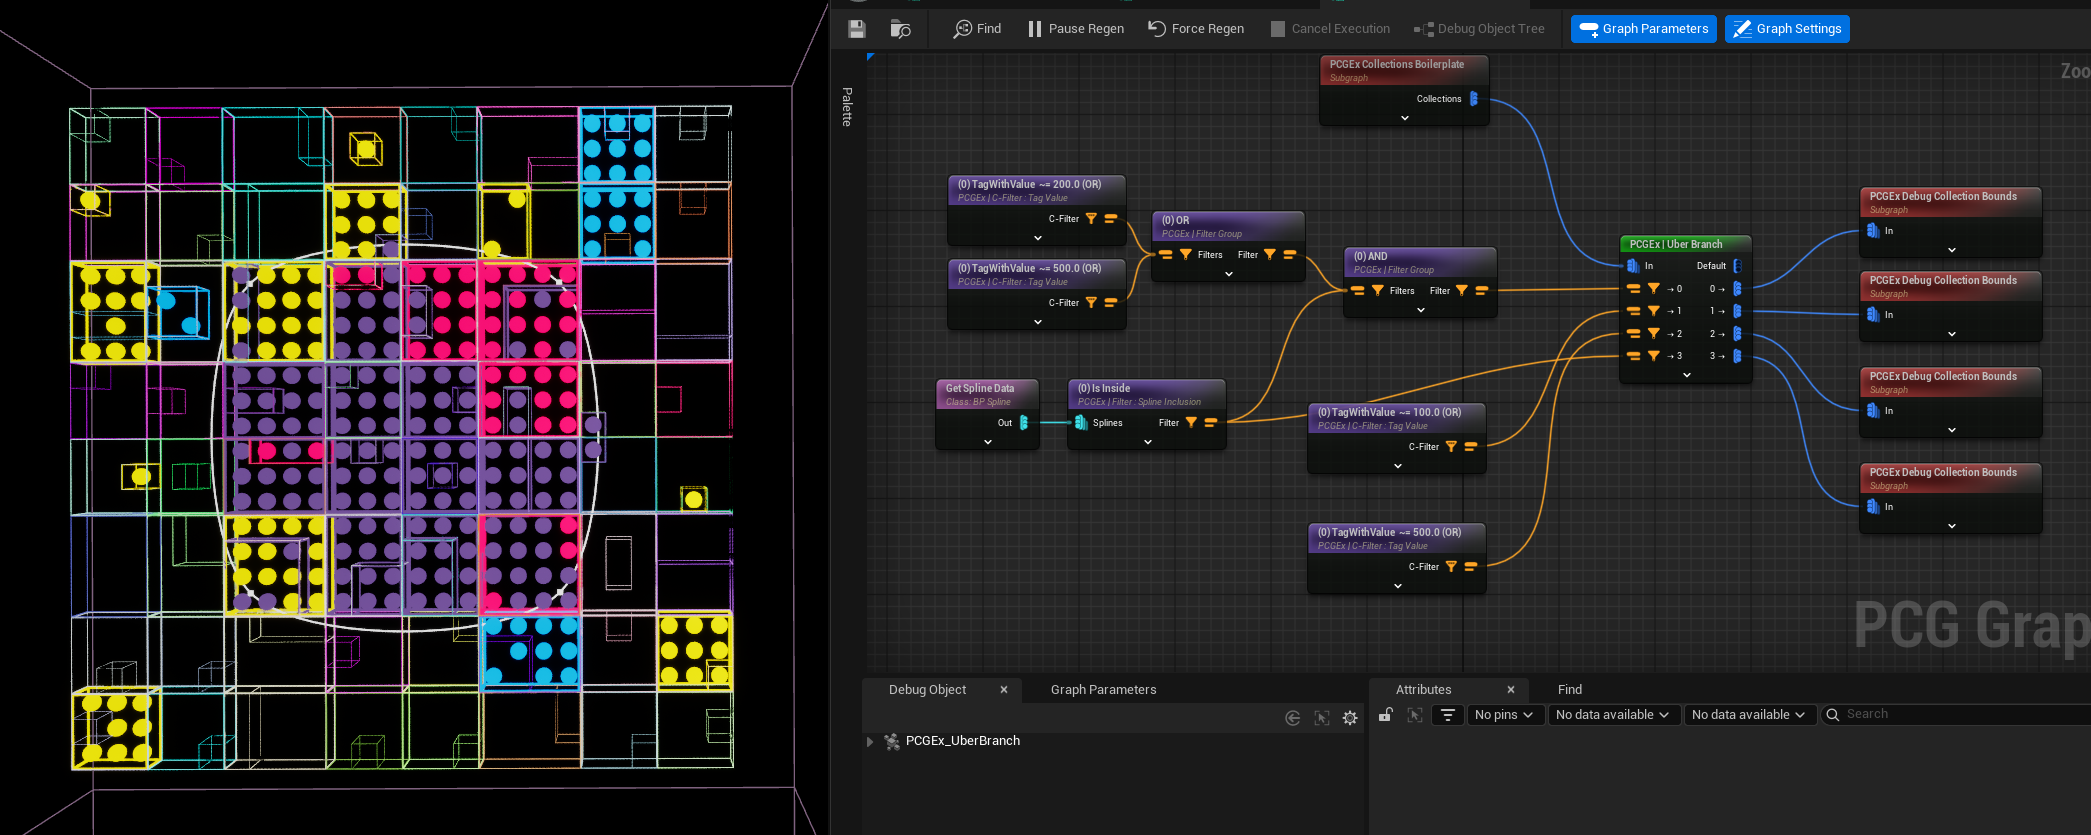 Find
Pause Regen
Force Regen
Cancel Execution
Debug Object Tree
Graph Parameters
Graph Settings
Palette
Zoo
PCGEx Collections Boilerplate
Subgraph
Collections
(0) TagWithValue ~= 200.0 (OR)
PCGEx | C-Filter : Tag Value
C-Filter
(0) TagWithValue ~= 500.0 (OR)
PCGEx | C-Filter : Tag Value
C-Filter
(0) OR
PCGEx | Filter Group
Filters Filter
(0) AND
PCGEx | Filter Group
Filters Filter
Get Spline Data
Class: BP Spline
Out
(0) Is Inside
PCGEx | Filter : Spline Inclusion
Splines Filter
(0) TagWithValue ~= 100.0 (OR)
PCGEx | C-Filter : Tag Value
C-Filter
(0) TagWithValue ~= 500.0 (OR)
PCGEx | C-Filter : Tag Value
C-Filter
PCGEx | Uber Branch
In Default
→ 0 0 →
→ 1 1 →
→ 2 2 →
→ 3 3 →
PCGEx Debug Collection Bounds
Subgraph
In
PCGEx Debug Collection Bounds
Subgraph
In
PCGEx Debug Collection Bounds
Subgraph
In
PCGEx Debug Collection Bounds
Subgraph
In
PCG Grap
Debug Object
Graph Parameters
PCGEx_UberBranch
Attributes
Find
No pins
No data available
No data available
Search